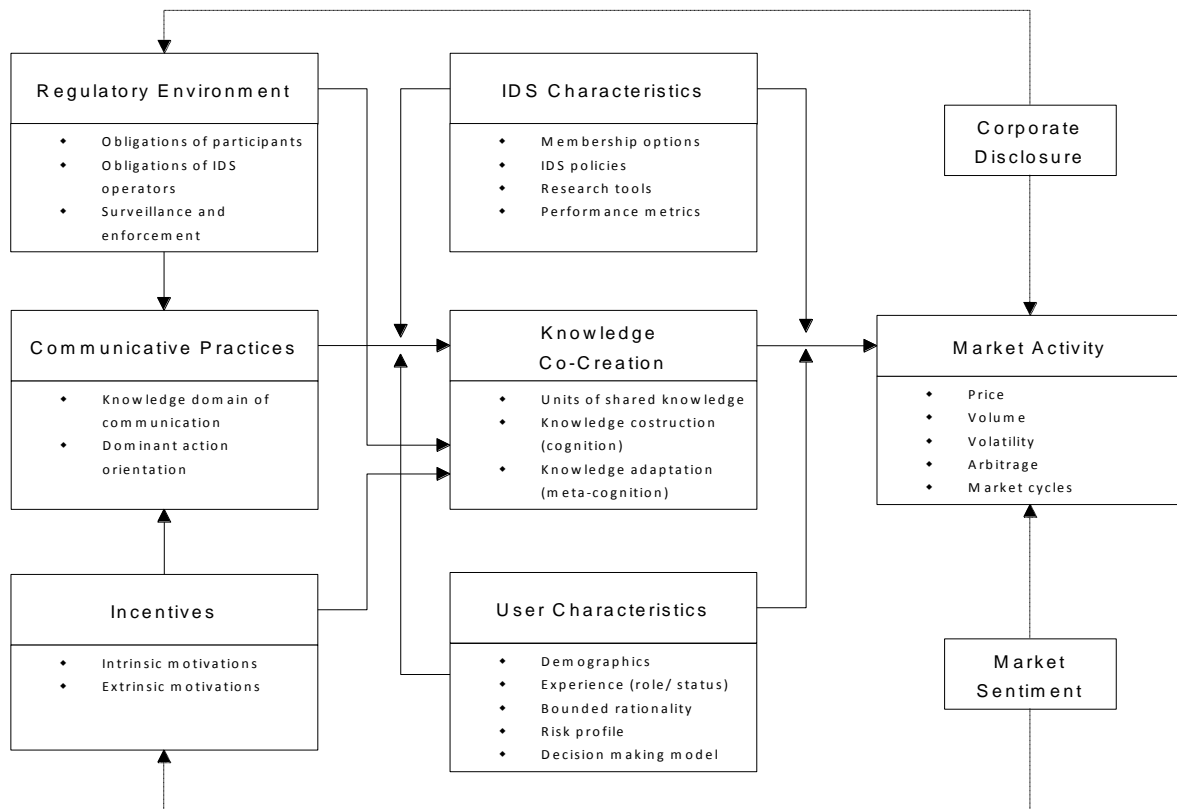 Regulatory Environment
Obligations of participants
Obligations of IDS
operators
Surveillance and
enforcement
IDS Characteristics
Membership options
IDS policies
Research tools
Performance metrics
Corporate
Disclosure
Communicative Practices
Knowledge domain of
communication
Dominant action
orientation
Knowledge
Co-Creation
Units of shared knowledge
Knowledge costruction
(cognition)
Knowledge adaptation
(meta-cognition)
Market Activity
Price
Volume
Volatility
Arbitrage
Market cycles
Incentives
Intrinsic motivations
Extrinsic motivations
User Characteristics
Demographics
Experience (role/ status)
Bounded rationality
Risk profile
Decision making model
Market
Sentiment